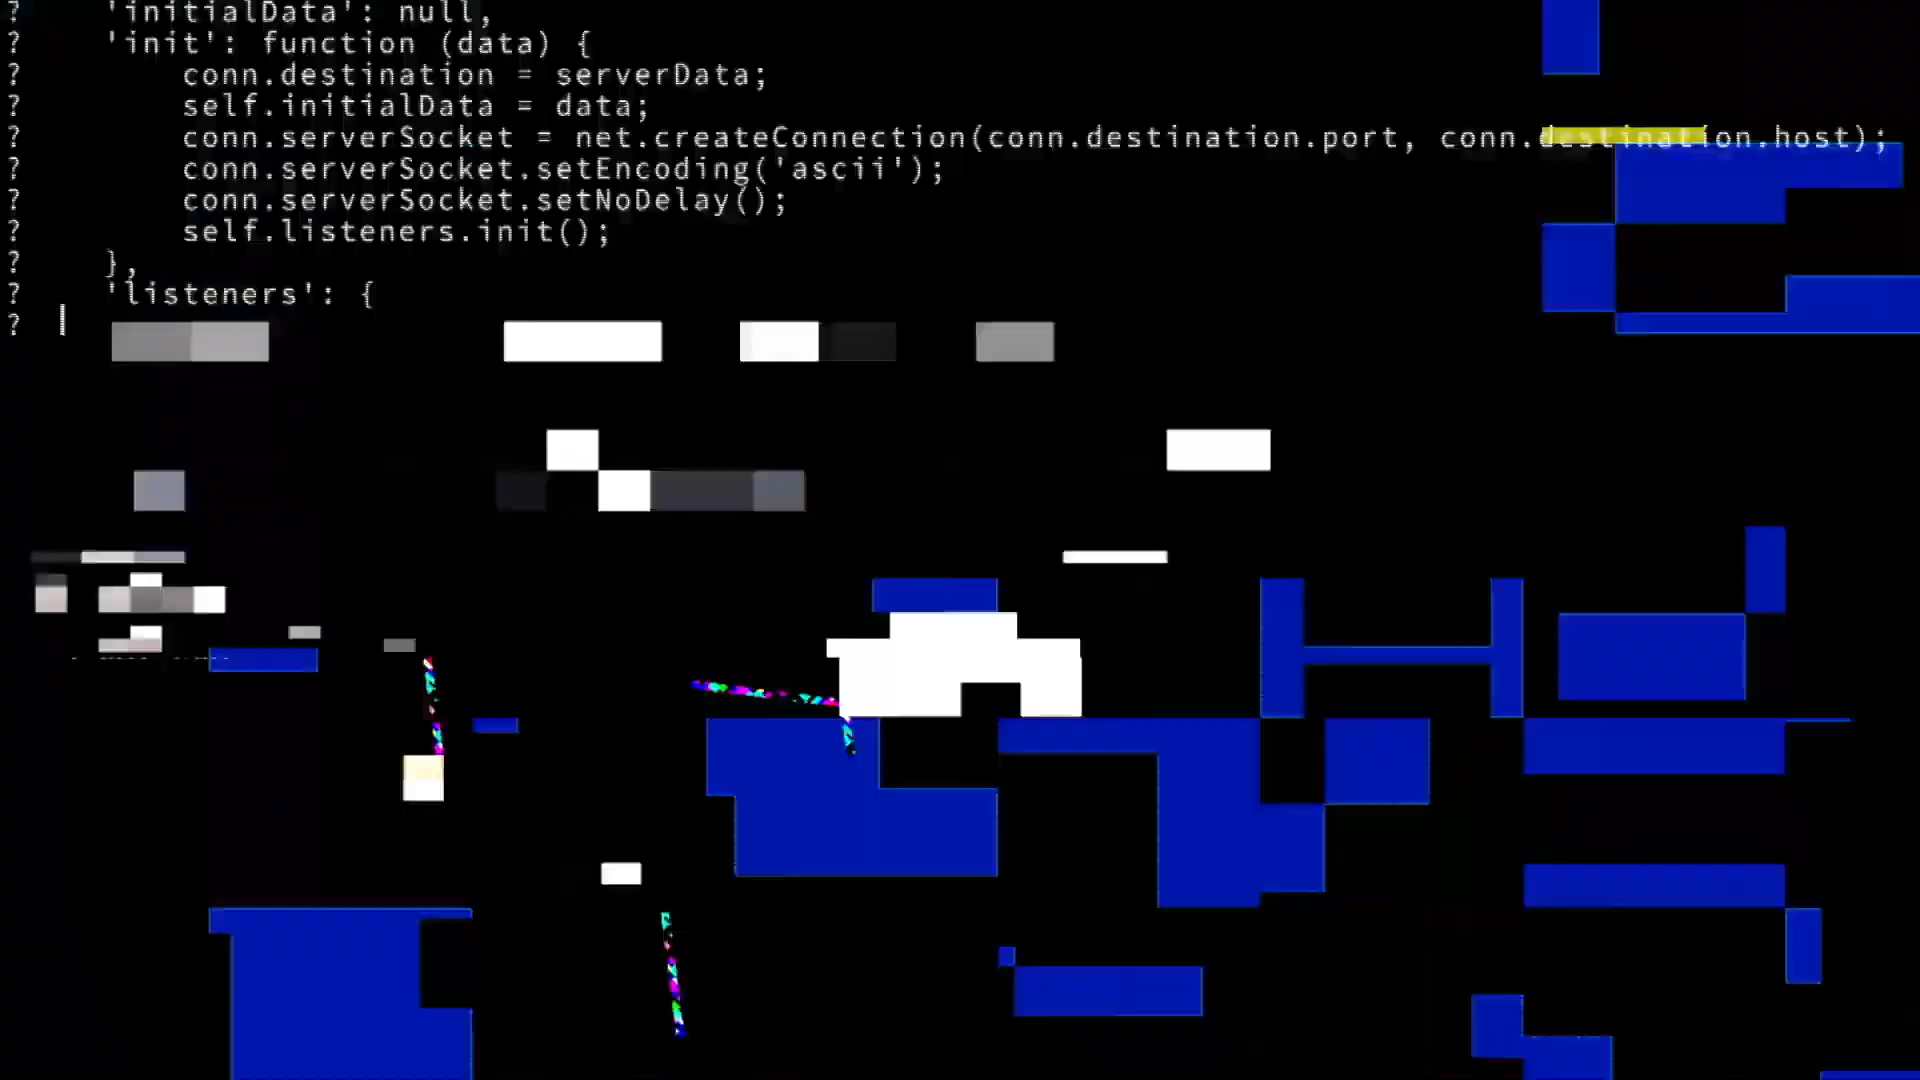 ?    'initialData': null,
?    'init': function (data) {
?        conn.destination = serverData;
?        self.initialData = data;
?        conn.serverSocket = net.createConnection(conn.destination.port, conn.destination.host);
?        conn.serverSocket.setEncoding('ascii');
?        conn.serverSocket.setNoDelay();
?        self.listeners.init();
?    },
?    'listeners': {
?